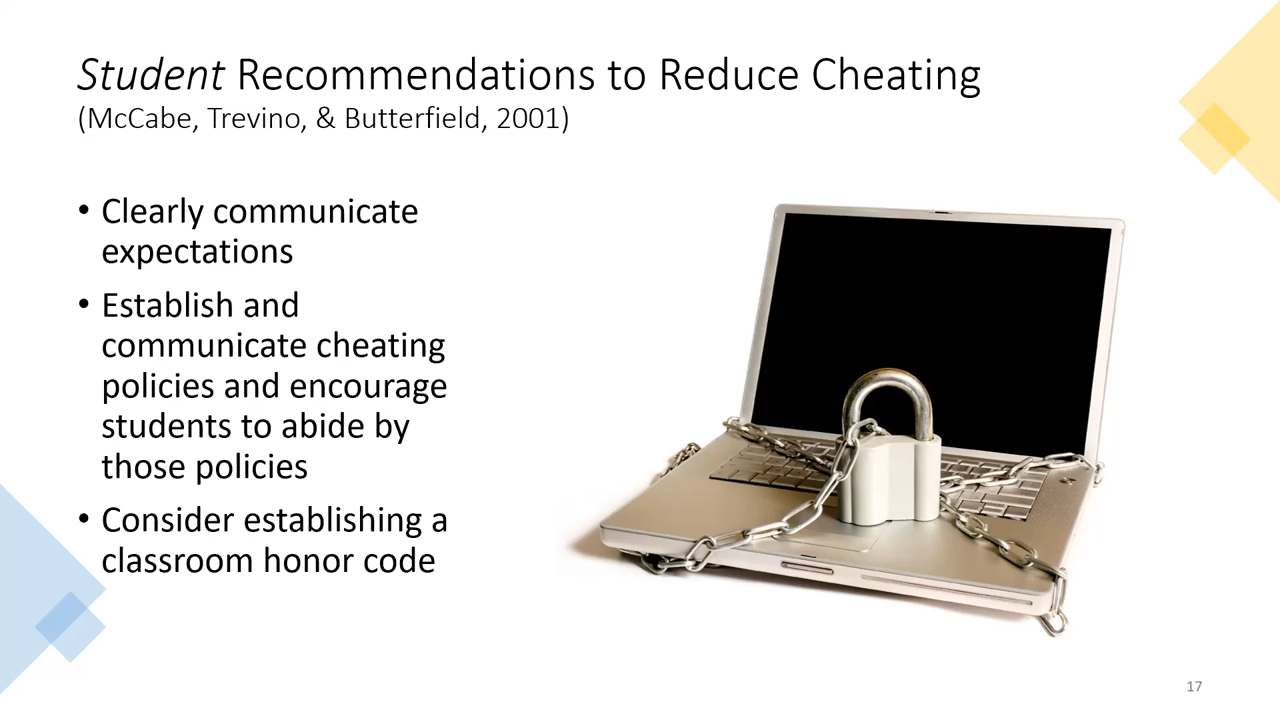 Student Recommendations to Reduce Cheating
(McCabe, Trevino, & Butterfield, 2001)
• Clearly communicate
expectations
• Establish and
communicate cheating
policies and encourage
students to abide by
those policies
• Consider establishing a
classroom honor code
17